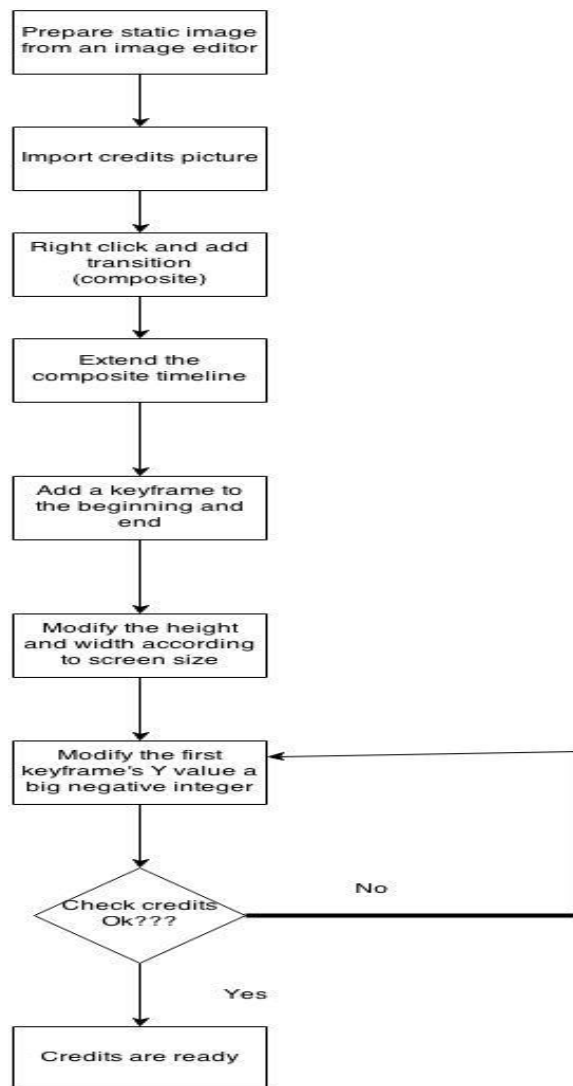 Prepare static image
from an image editor
Import credits picture
Right click and add
transition
(composite)
Extend the
composite timeline
Add a keyframe to
the beginning and
end
Modify the height
and width according
to screen size
Modify the first
keyframe's Y value a
big negative integer
Check credits
Ok???
No
Yes
Credits are ready